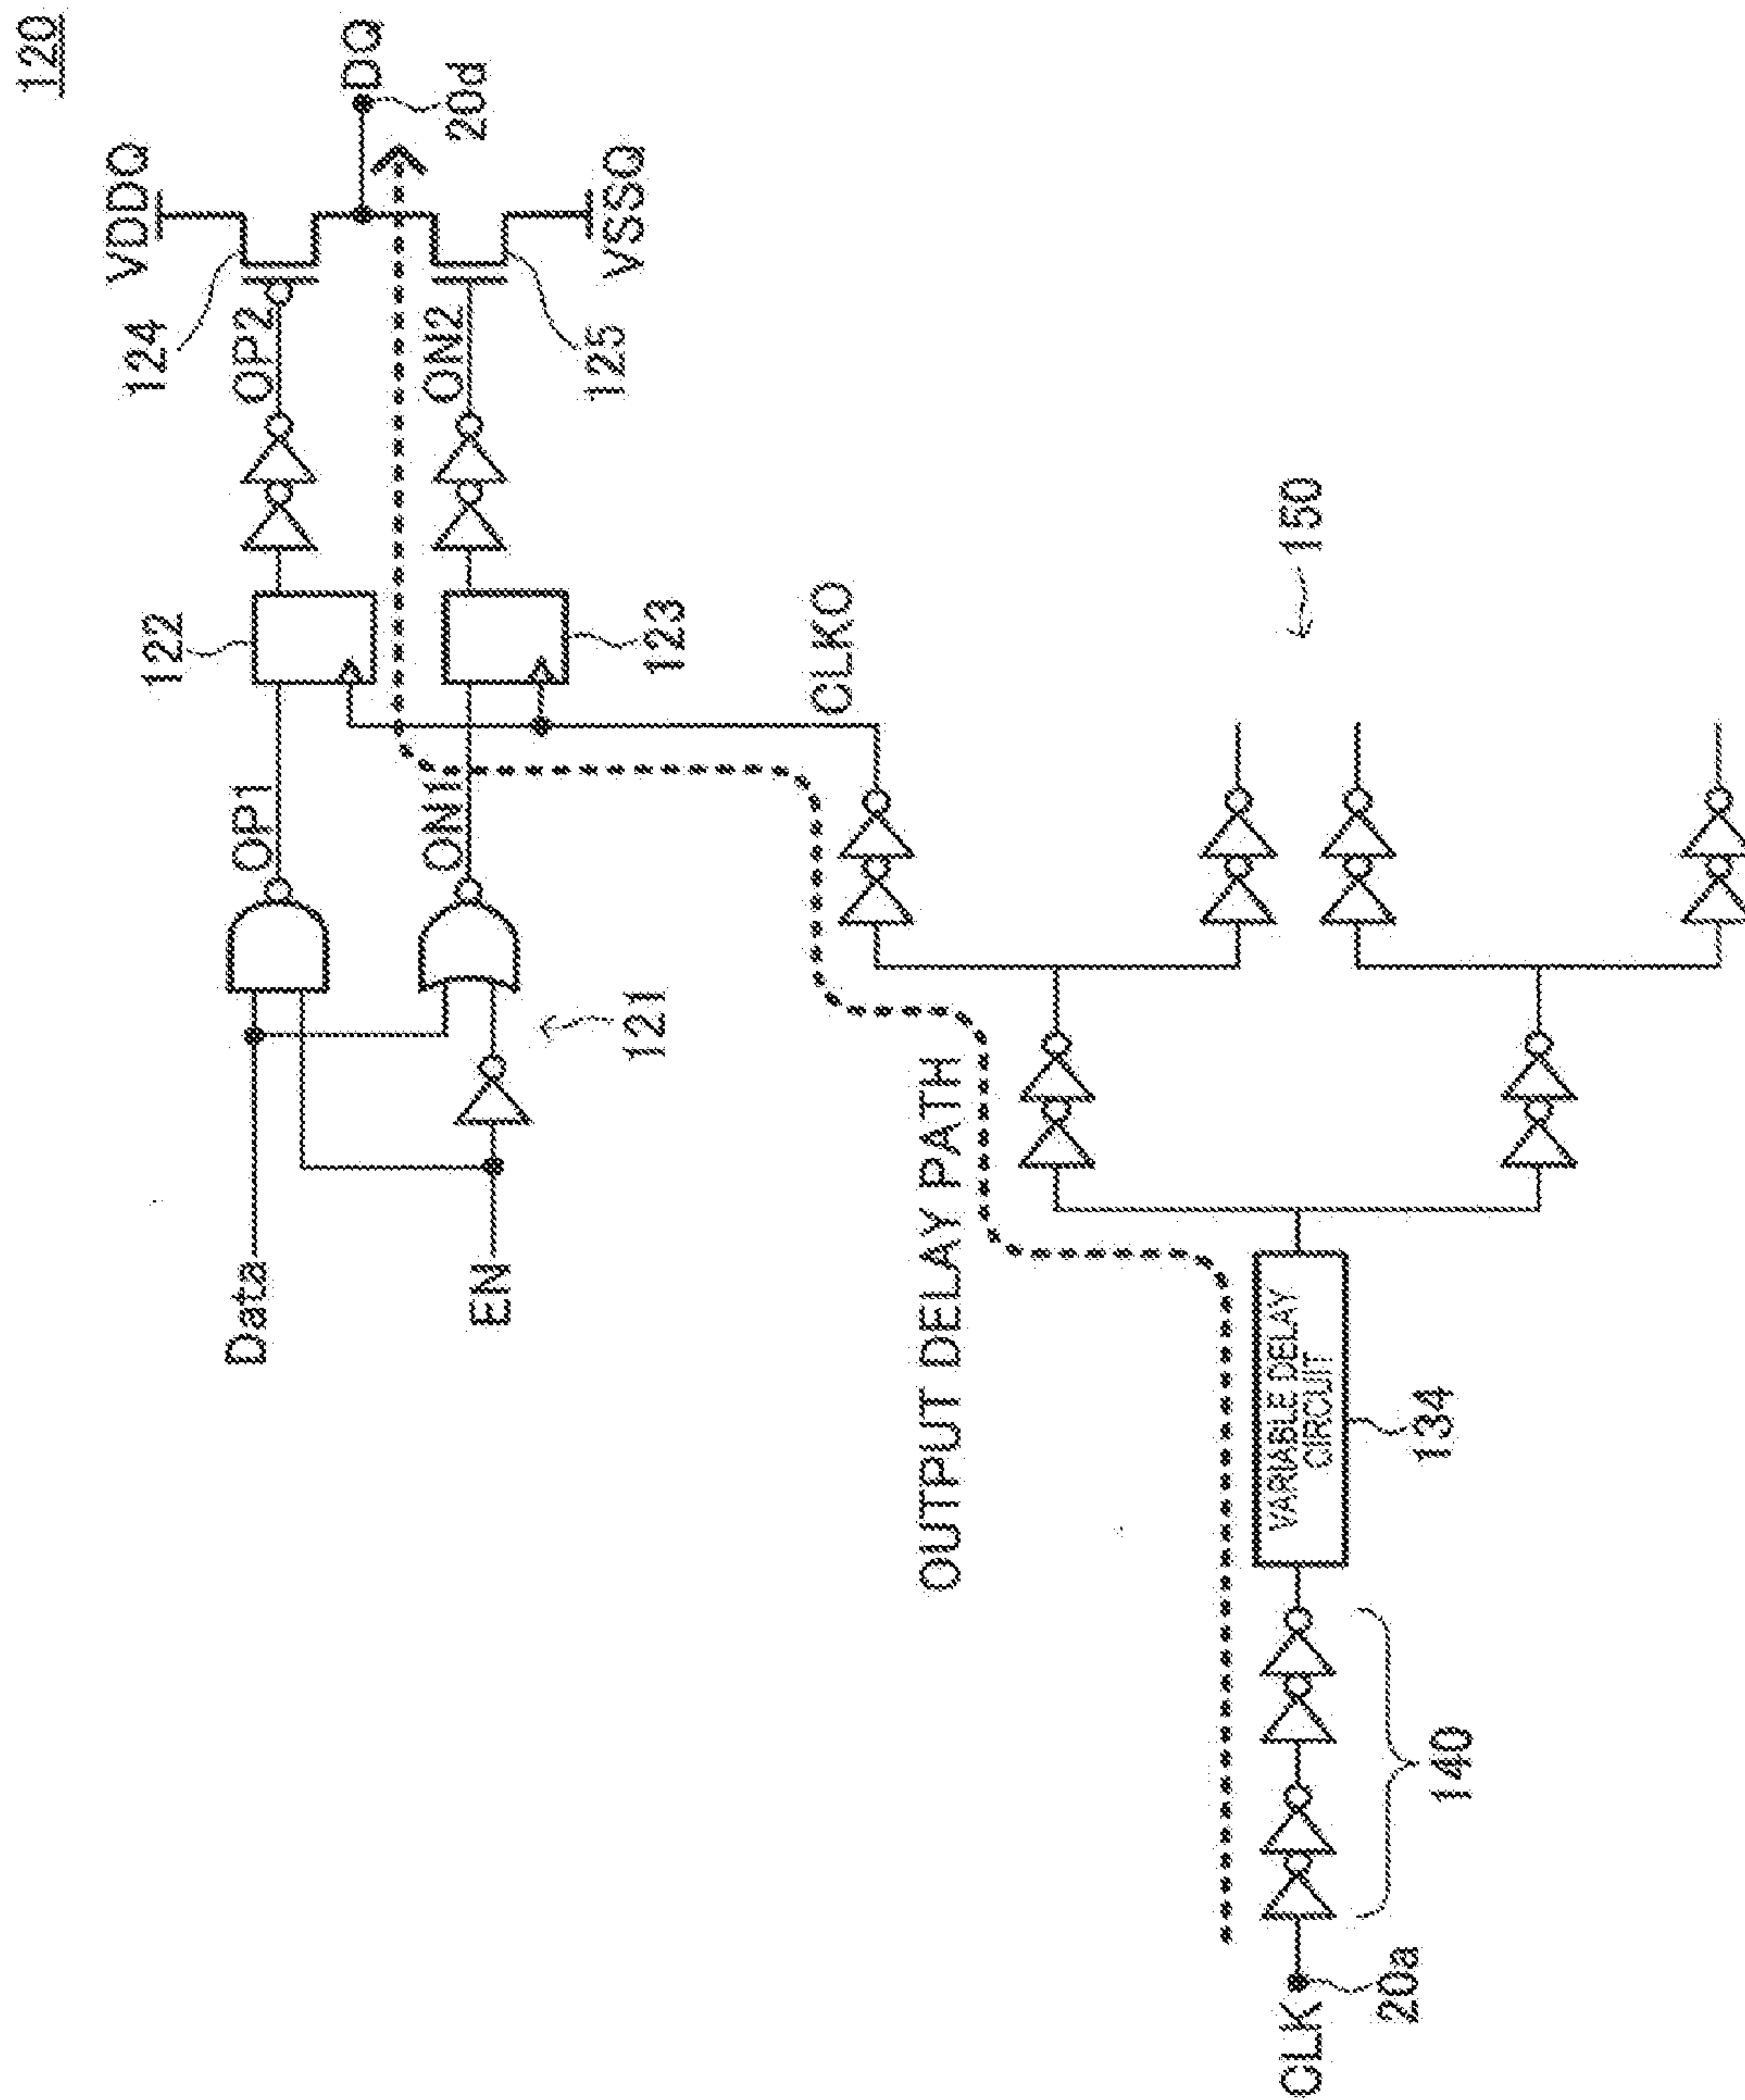 120
VDDQ
124
OP2
122
OP1
Data
DQ
20d
ON2
ON1
EN
VSSQ
125
123
121
CLKO
OUTPUT DELAY PATH
150
VARIABLE DELAY
CIRCUIT
134
140
CLK
20a